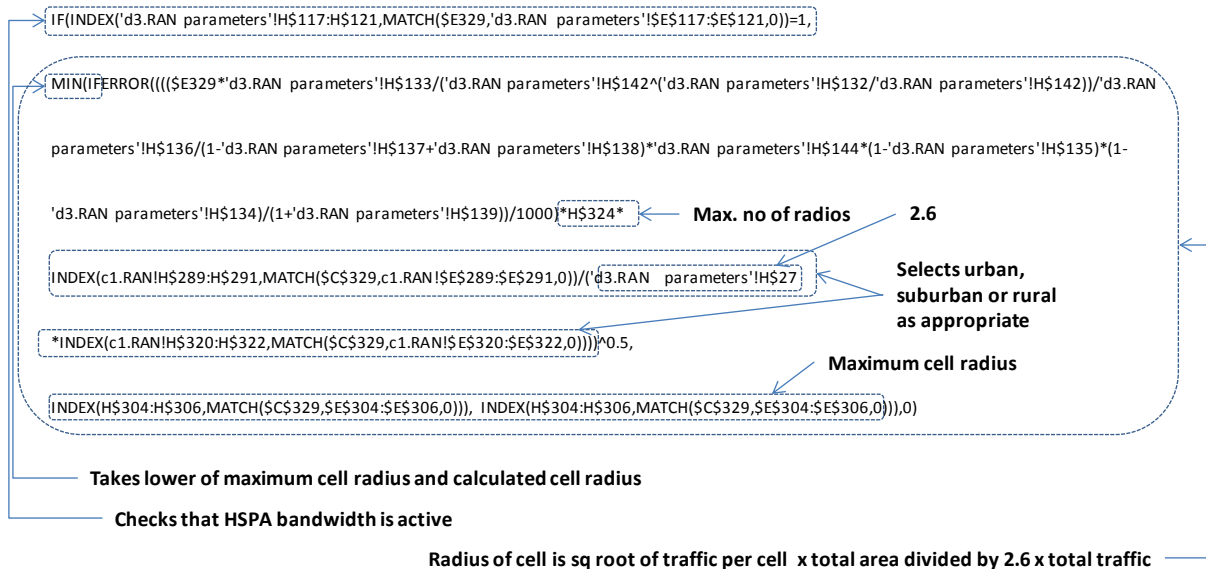 IF(INDEX('d3.RAN parameters'!H$117:H$121,MATCH($E329,'d3.RAN parameters'!$E$117:$E$121,0))=1,
MIN(IFERROR(((($E329*'d3.RAN parameters'!H$133/('d3.RAN parameters'!H$142^('d3.RAN parameters'!H$132/'d3.RAN parameters'!H$142))/'d3.RAN
parameters'!H$136/(1-'d3.RAN parameters'!H$137+'d3.RAN parameters'!H$138)*'d3.RAN parameters'!H$144*(1-'d3.RAN parameters'!H$135)*(1-
'd3.RAN parameters'!H$134)/(1+'d3.RAN parameters'!H$139))/1000)*H$324*
Max. no of radios
2.6
INDEX(c1.RAN!H$289:H$291,MATCH($C$329,c1.RAN!$E$289:$E$291,0))/('d3.RAN parameters'!H$27
Selects urban,
suburban or rural
as appropriate
*INDEX(c1.RAN!H$320:H$322,MATCH($C$329,c1.RAN!$E$320:$E$322,0))))^0.5,
Maximum cell radius
INDEX(H$304:H$306,MATCH($C$329,$E$304:$E$306,0))), INDEX(H$304:H$306,MATCH($C$329,$E$304:$E$306,0))),0)
Takes lower of maximum cell radius and calculated cell radius
Checks that HSPA bandwidth is active
Radius of cell is sq root of traffic per cell x total area divided by 2.6 x total traffic